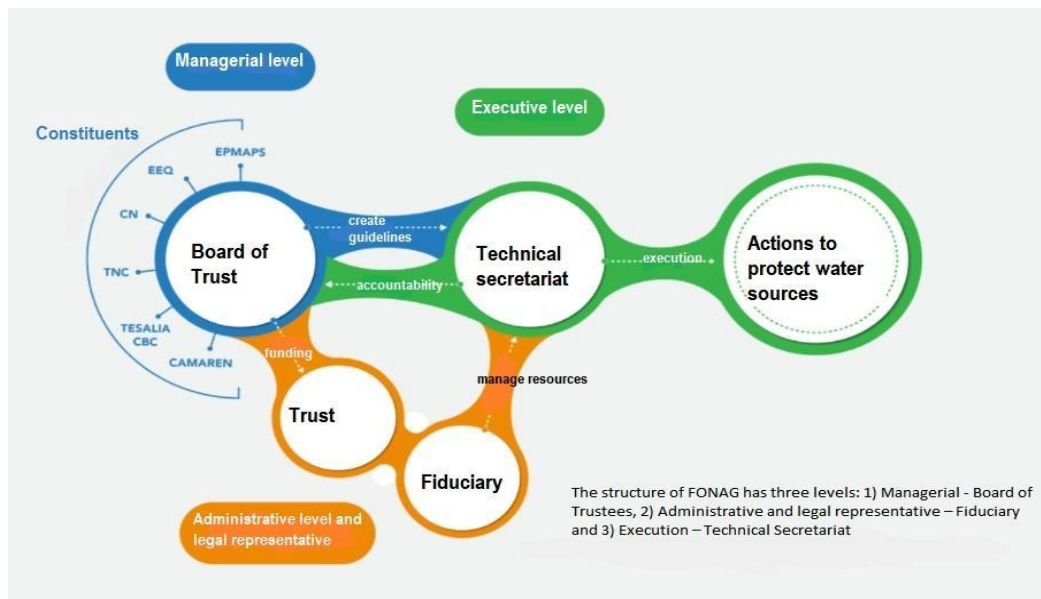 Managerial level
Executive level
Constituents
EPMAPS
EEQ
CN
TNC
TESALIA
CBC
CAMAREN
Board of
Trust
create
guidelines
accountability
Technical
secretariat
execution
Actions to
protect water
sources
funding
manage resources
Trust
Fiduciary
Administrative level and
legal representative
The structure of FONAG has three levels: 1) Managerial - Board of
Trustees, 2) Administrative and legal representative – Fiduciary
and 3) Execution – Technical Secretariat